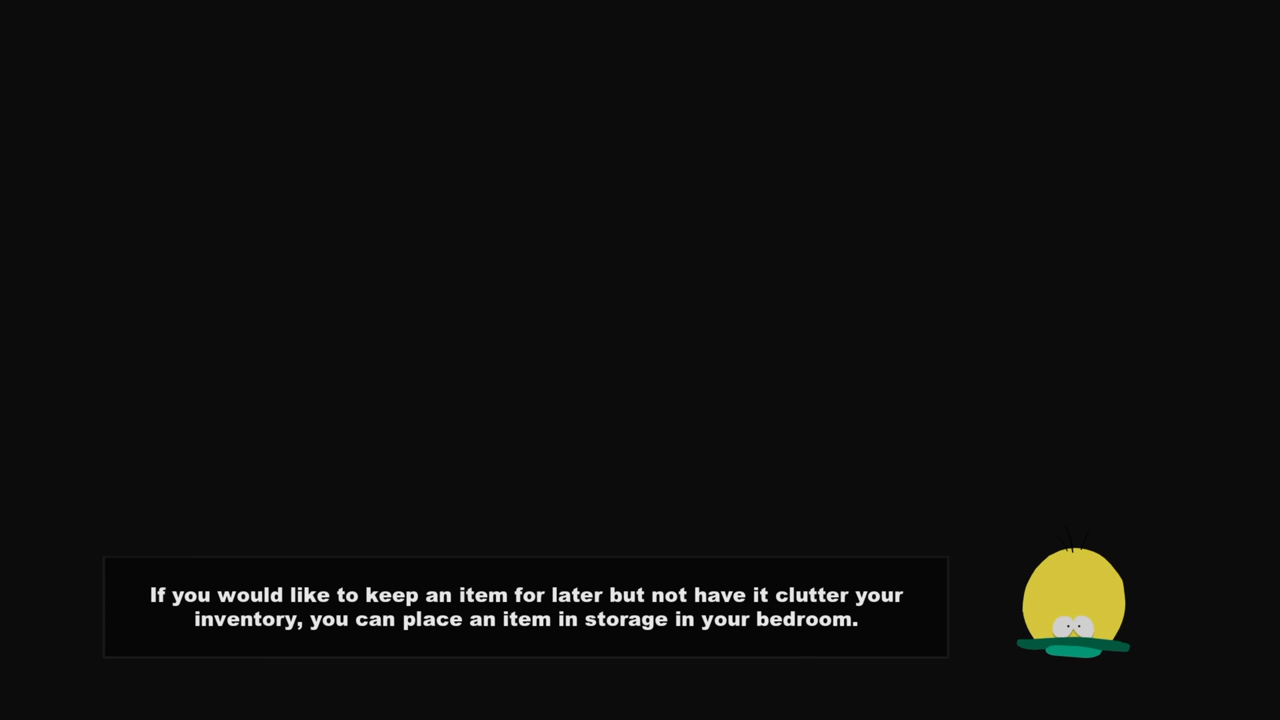 If you would like to keep an item for later but not have it clutter your
inventory, you can place an item in storage in your bedroom.